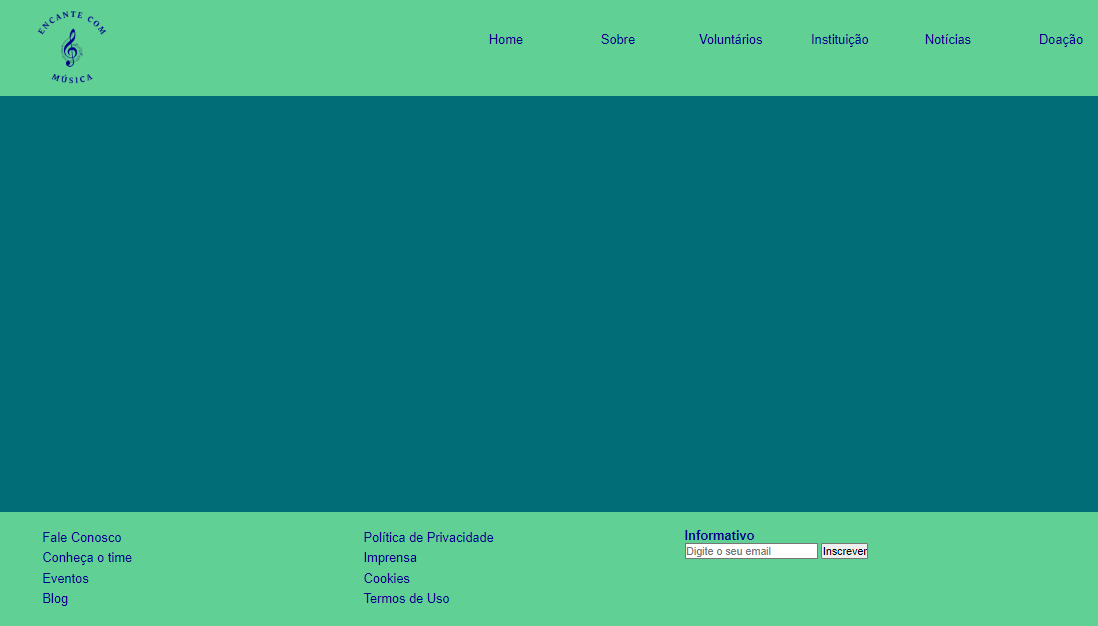 ENCANTE COM
MÚSICA
Home Sobre Voluntários Instituição Notícias Doação
Fale Conosco
Conheça o time
Eventos
Blog
Política de Privacidade
Imprensa
Cookies
Termos de Uso
Informativo
Digite o seu email Inscrever